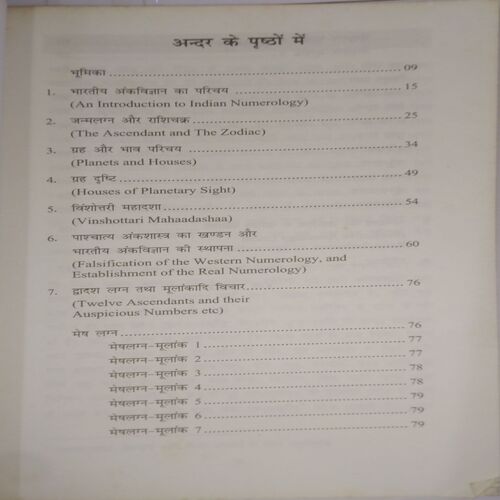 अन्दर के पृष्ठों में
भूमिका ........................................................ 09
1. भारतीय अंकविज्ञान का परिचय ........................................ 15
(An Introduction to Indian Numerology)
2. जन्मलग्न और राशिचक्र ........................................ 25
(The Ascendant and The Zodiac)
3. ग्रह और भाव परिचय ........................................ 34
(Planets and Houses)
4. ग्रह दृष्टि ........................................ 49
(Houses of Planetary Sight)
5. विंशोत्तरी महादशा ........................................ 54
(Vinshottari Mahaadashaa)
6. पाश्चात्य अंकशास्त्र का खण्डन और
भारतीय अंकविज्ञान की स्थापना ........................................ 60
(Falsification of the Western Numerology, and
Establishment of the Real Numerology)
7. द्वादश लग्न तथा मूलांकादि विचार ........................................ 76
(Twelve Ascendants and their
Auspicious Numbers etc)
मेष लग्न ........................................ 76
मेषलग्न-मूलांक 1 ........................................ 77
मेषलग्न-मूलांक 2 ........................................ 77
मेषलग्न-मूलांक 3 ........................................ 78
मेषलग्न-मूलांक 4 ........................................ 78
मेषलग्न-मूलांक 5 ........................................ 79
मेषलग्न-मूलांक 6 ........................................ 79
मेषलग्न-मूलांक 7 ........................................ 79